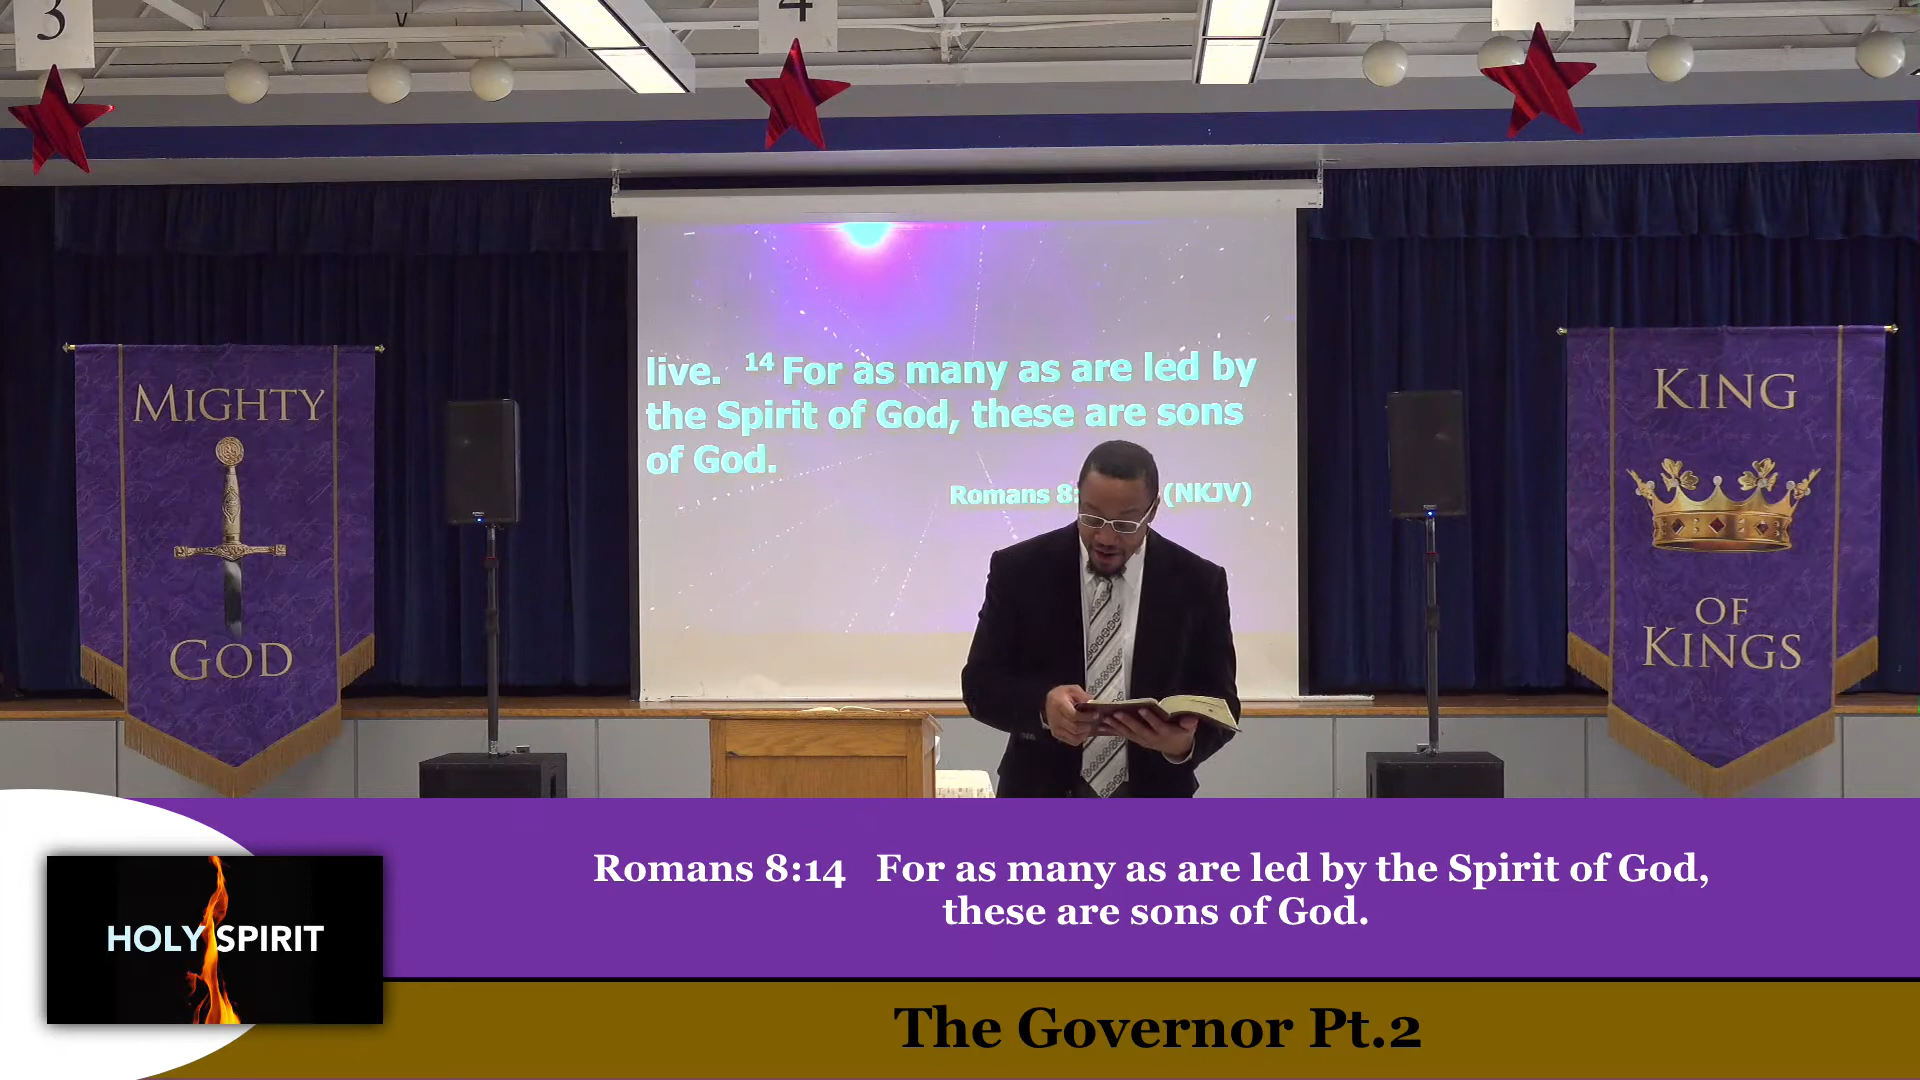 3
4
live. 14 For as many as are led by
the Spirit of God, these are sons
of God.
Romans 8: (NKJV)
MIGHTY
GOD
KING
OF
KINGS
HOLY SPIRIT
Romans 8:14 For as many as are led by the Spirit of God,
these are sons of God.
The Governor Pt.2